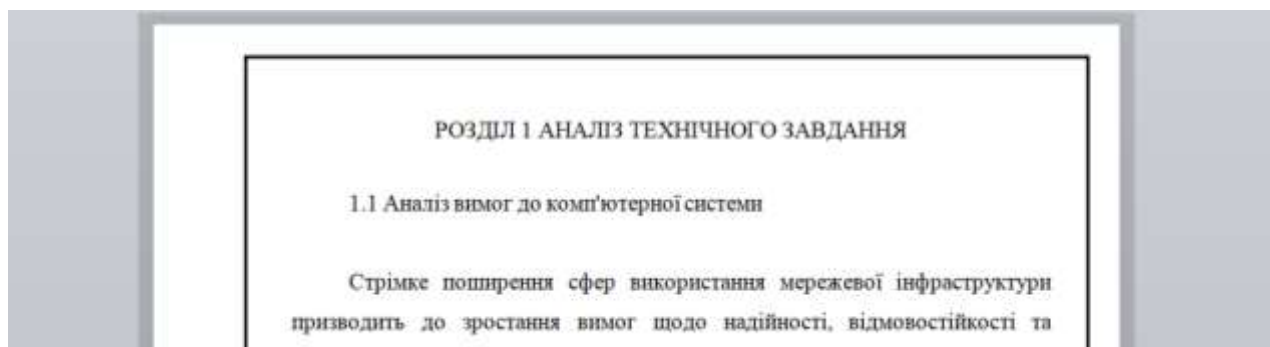 РОЗДІЛ 1 АНАЛІЗ ТЕХНІЧНОГО ЗАВДАННЯ
1.1 Аналіз вимог до комп'ютерної системи
Стрімке поширення сфер використання мережевої інфраструктури
призводить до зростання вимог щодо надійності, відмовостійкості та